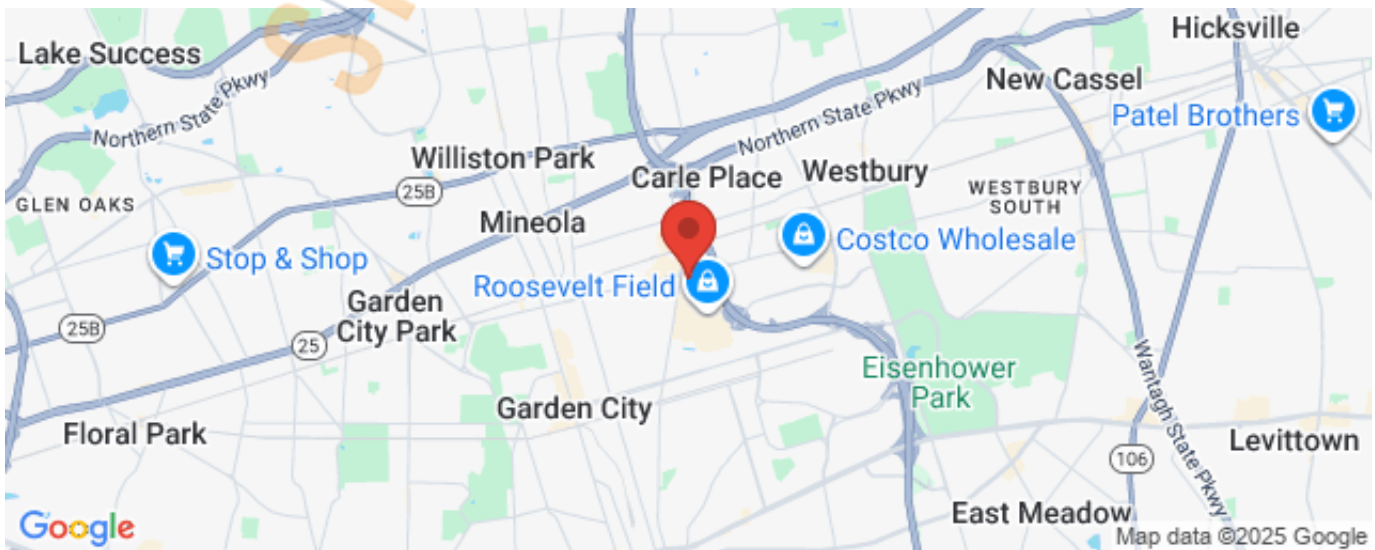 Hicksville
Lake Success
New Cassel
Northern State Pkwy
Northern State Pkwy
Patel Brothers
Williston Park
Carle Place
Westbury
25B
WESTBURY
SOUTH
GLEN OAKS
Mineola
Costco Wholesale
Stop & Shop
Roosevelt Field
Garden
City Park
25B
25
Eisenhower
Park
Wantagh State Pkwy
Garden City
Floral Park
Levittown
106
East Meadow
Google
Map data ©2025 Google